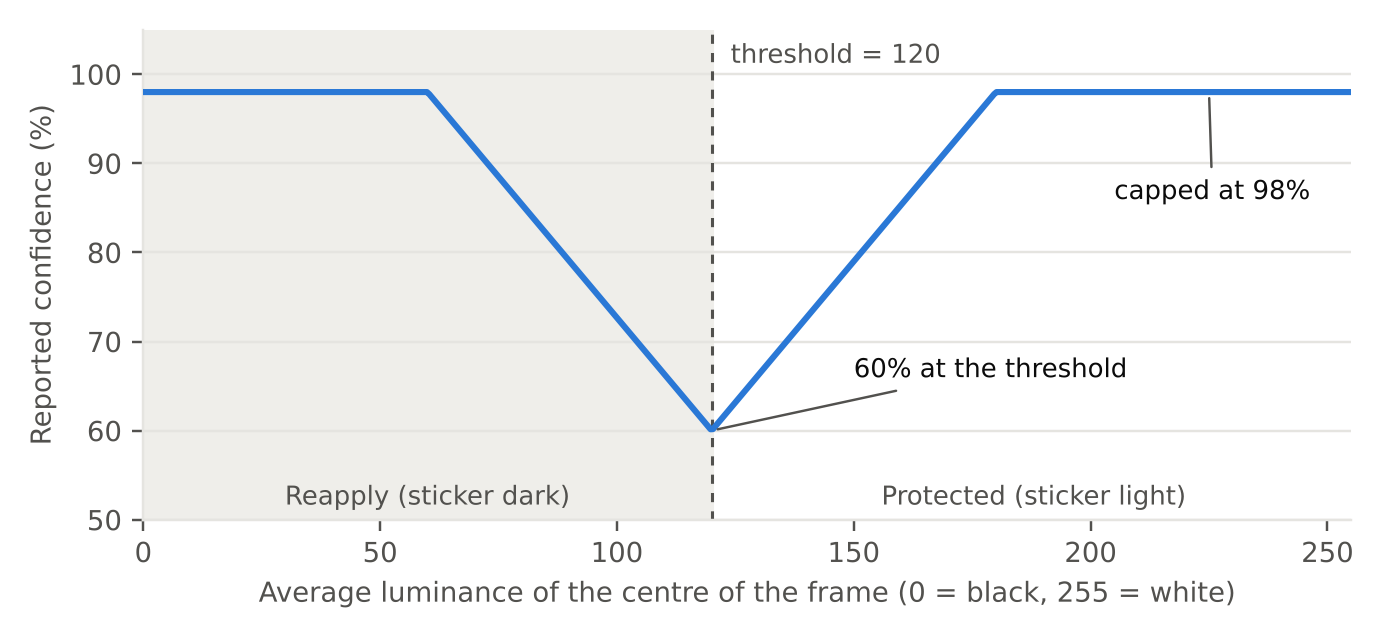 threshold = 120
100
90
80
70
60
50
Reported confidence (%)
capped at 98%
60% at the threshold
Reapply (sticker dark)
Protected (sticker light)
0
50
100
150
200
250
Average luminance of the centre of the frame (0 = black, 255 = white)